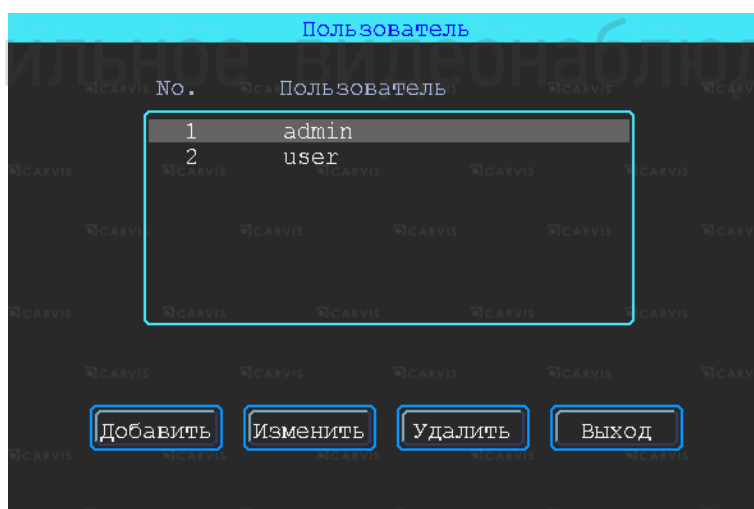 Пользователь
No. Пользователь
1 admin
2 user
Добавить Изменить Удалить Выход